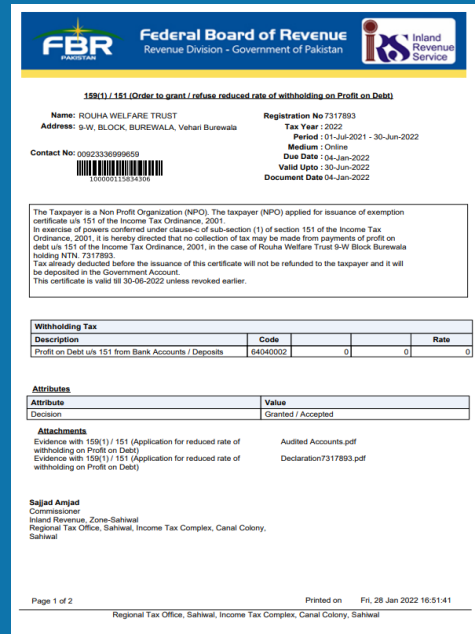 FBR
PAKISTAN
Federal Board of Revenue
Revenue Division - Government of Pakistan
IRS
Inland
Revenue
Service
159(1) / 151 (Order to grant / refuse reduced rate of withholding on Profit on Debt)
Name: ROUHA WELFARE TRUST
Address: 9-W, BLOCK, BUREWALA, Vehari Burewala
Contact No: 00923336999659
100000115834306
Registration No 7317893
Tax Year : 2022
Period : 01-Jul-2021 - 30-Jun-2022
Medium : Online
Due Date : 04-Jan-2022
Valid Upto : 30-Jun-2022
Document Date 04-Jan-2022
The Taxpayer is a Non Profit Organization (NPO). The taxpayer (NPO) applied for issuance of exemption
certificate u/s 151 of the Income Tax Ordinance, 2001.
In exercise of powers conferred under clause-c of sub-section (1) of section 151 of the Income Tax
Ordinance, 2001, it is hereby directed that no collection of tax may be made from payments of profit on
debt u/s 151 of the Income Tax Ordinance, 2001, in the case of Rouha Welfare Trust 9-W Block Burewala
holding NTN. 7317893.
Tax already deducted before the issuance of this certificate will not be refunded to the taxpayer and it will
be deposited in the Government Account.
This certificate is valid till 30-06-2022 unless revoked earlier.
Withholding Tax
Description Code Rate
Profit on Debt u/s 151 from Bank Accounts / Deposits 64040002 0 0 0
Attributes
Attribute Value
Decision Granted / Accepted
Attachments
Evidence with 159(1) / 151 (Application for reduced rate of withholding on Profit on Debt) Audited Accounts.pdf
Evidence with 159(1) / 151 (Application for reduced rate of withholding on Profit on Debt) Declaration7317893.pdf
Sajjad Amjad
Commissioner
Inland Revenue, Zone-Sahiwal
Regional Tax Office, Sahiwal, Income Tax Complex, Canal Colony,
Sahiwal
Page 1 of 2 Printed on Fri, 28 Jan 2022 16:51:41
Regional Tax Office, Sahiwal, Income Tax Complex, Canal Colony, Sahiwal